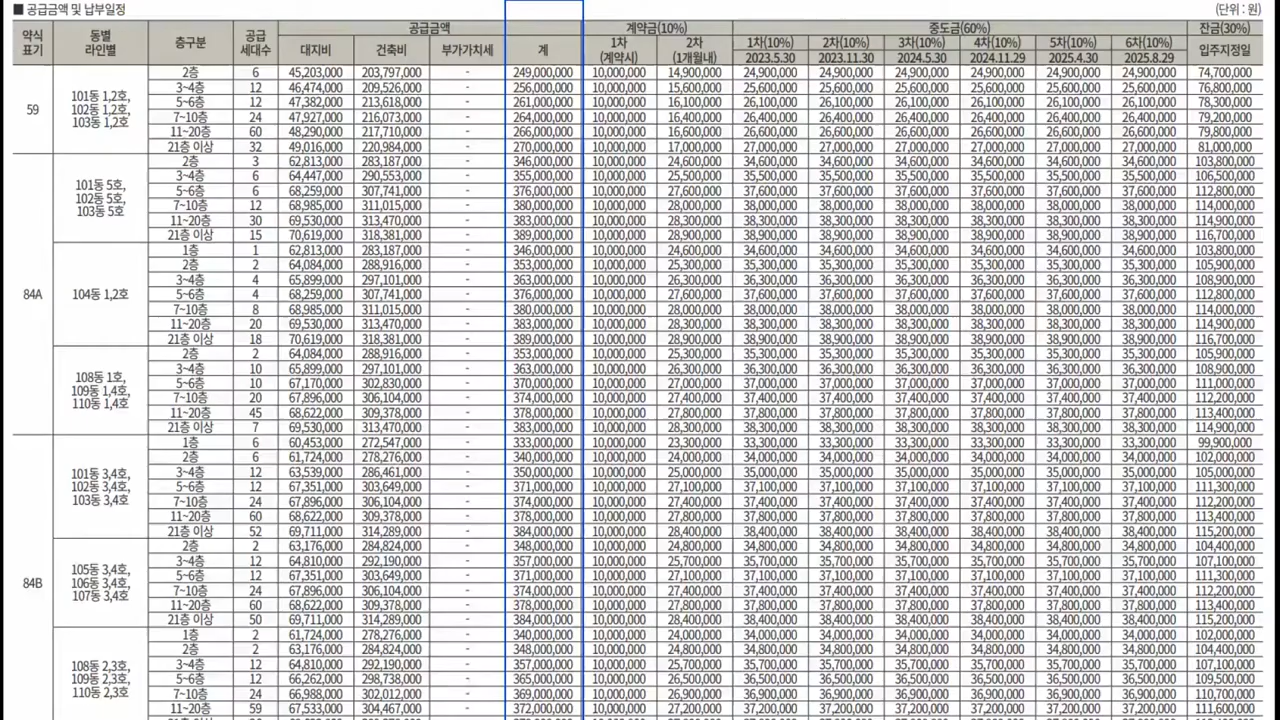 ■ 공급금액 및 납부일정
(단위 : 원)
약식 표기 동별 라인별 층구분 공급 세대수 공급금액 계약금(10%) 중도금(60%) 잔금(30%)
대지비 건축비 부가가치세 계 1차 (계약시) 2차 (1개월내) 1차(10%) 2차(10%) 3차(10%) 4차(10%) 5차(10%) 6차(10%) 입주지정일
2023.5.30 2023.11.30 2024.5.30 2024.11.29 2025.4.30 2025.8.29
59
101동 1,2호,
102동 1,2호,
103동 1,2호
2층 6 45,203,000 203,797,000 - 249,000,000 10,000,000 14,900,000 24,900,000 24,900,000 24,900,000 24,900,000 24,900,000 24,900,000 74,700,000
3~4층 12 46,474,000 209,526,000 - 256,000,000 10,000,000 15,600,000 25,600,000 25,600,000 25,600,000 25,600,000 25,600,000 25,600,000 76,800,000
5~6층 12 47,382,000 213,618,000 - 261,000,000 10,000,000 16,100,000 26,100,000 26,100,000 26,100,000 26,100,000 26,100,000 26,100,000 78,300,000
7~10층 24 47,927,000 216,073,000 - 264,000,000 10,000,000 16,400,000 26,400,000 26,400,000 26,400,000 26,400,000 26,400,000 26,400,000 79,200,000
11~20층 60 48,290,000 217,710,000 - 266,000,000 10,000,000 16,600,000 26,600,000 26,600,000 26,600,000 26,600,000 26,600,000 26,600,000 79,800,000
21층 이상 32 49,016,000 220,984,000 - 270,000,000 10,000,000 17,000,000 27,000,000 27,000,000 27,000,000 27,000,000 27,000,000 27,000,000 81,000,000
84A
101동 5호,
102동 5호,
103동 5호
2층 3 62,813,000 283,187,000 - 346,000,000 10,000,000 24,600,000 34,600,000 34,600,000 34,600,000 34,600,000 34,600,000 34,600,000 103,800,000
3~4층 6 64,447,000 290,553,000 - 355,000,000 10,000,000 25,500,000 35,500,000 35,500,000 35,500,000 35,500,000 35,500,000 35,500,000 106,500,000
5~6층 6 68,259,000 307,741,000 - 376,000,000 10,000,000 27,600,000 37,600,000 37,600,000 37,600,000 37,600,000 37,600,000 37,600,000 112,800,000
7~10층 12 68,985,000 311,015,000 - 380,000,000 10,000,000 28,000,000 38,000,000 38,000,000 38,000,000 38,000,000 38,000,000 38,000,000 114,000,000
11~20층 30 69,530,000 313,470,000 - 383,000,000 10,000,000 28,300,000 38,300,000 38,300,000 38,300,000 38,300,000 38,300,000 38,300,000 114,900,000
21층 이상 15 70,619,000 318,381,000 - 389,000,000 10,000,000 28,900,000 38,900,000 38,900,000 38,900,000 38,900,000 38,900,000 38,900,000 116,700,000
104동 1,2호
1층 1 62,813,000 283,187,000 - 346,000,000 10,000,000 24,600,000 34,600,000 34,600,000 34,600,000 34,600,000 34,600,000 34,600,000 103,800,000
2층 2 64,084,000 288,916,000 - 353,000,000 10,000,000 25,300,000 35,300,000 35,300,000 35,300,000 35,300,000 35,300,000 35,300,000 105,900,000
3~4층 4 65,899,000 297,101,000 - 363,000,000 10,000,000 26,300,000 36,300,000 36,300,000 36,300,000 36,300,000 36,300,000 36,300,000 108,900,000
5~6층 4 68,259,000 307,741,000 - 376,000,000 10,000,000 27,600,000 37,600,000 37,600,000 37,600,000 37,600,000 37,600,000 37,600,000 112,800,000
7~10층 8 68,985,000 311,015,000 - 380,000,000 10,000,000 28,000,000 38,000,000 38,000,000 38,000,000 38,000,000 38,000,000 38,000,000 114,000,000
11~20층 20 69,530,000 313,470,000 - 383,000,000 10,000,000 28,300,000 38,300,000 38,300,000 38,300,000 38,300,000 38,300,000 38,300,000 114,900,000
21층 이상 18 70,619,000 318,381,000 - 389,000,000 10,000,000 28,900,000 38,900,000 38,900,000 38,900,000 38,900,000 38,900,000 38,900,000 116,700,000
108동 1호,
109동 1,4호,
110동 1,4호
2층 2 64,084,000 288,916,000 - 353,000,000 10,000,000 25,300,000 35,300,000 35,300,000 35,300,000 35,300,000 35,300,000 35,300,000 105,900,000
3~4층 10 65,899,000 297,101,000 - 363,000,000 10,000,000 26,300,000 36,300,000 36,300,000 36,300,000 36,300,000 36,300,000 36,300,000 108,900,000
5~6층 10 67,170,000 302,830,000 - 370,000,000 10,000,000 27,000,000 37,000,000 37,000,000 37,000,000 37,000,000 37,000,000 37,000,000 111,000,000
7~10층 20 67,896,000 306,104,000 - 374,000,000 10,000,000 27,400,000 37,400,000 37,400,000 37,400,000 37,400,000 37,400,000 37,400,000 112,200,000
11~20층 45 68,622,000 309,378,000 - 378,000,000 10,000,000 27,800,000 37,800,000 37,800,000 37,800,000 37,800,000 37,800,000 37,800,000 113,400,000
21층 이상 7 69,530,000 313,470,000 - 383,000,000 10,000,000 28,300,000 38,300,000 38,300,000 38,300,000 38,300,000 38,300,000 38,300,000 114,900,000
84B
101동 3,4호,
102동 3,4호,
103동 3,4호
1층 6 60,453,000 272,547,000 - 333,000,000 10,000,000 23,300,000 33,300,000 33,300,000 33,300,000 33,300,000 33,300,000 33,300,000 99,900,000
2층 6 61,724,000 278,276,000 - 340,000,000 10,000,000 24,000,000 34,000,000 34,000,000 34,000,000 34,000,000 34,000,000 34,000,000 102,000,000
3~4층 12 63,539,000 286,461,000 - 350,000,000 10,000,000 25,000,000 35,000,000 35,000,000 35,000,000 35,000,000 35,000,000 35,000,000 105,000,000
5~6층 12 67,351,000 303,649,000 - 371,000,000 10,000,000 27,100,000 37,100,000 37,100,000 37,100,000 37,100,000 37,100,000 37,100,000 111,300,000
7~10층 24 67,896,000 306,104,000 - 374,000,000 10,000,000 27,400,000 37,400,000 37,400,000 37,400,000 37,400,000 37,400,000 37,400,000 112,200,000
11~20층 60 68,622,000 309,378,000 - 378,000,000 10,000,000 27,800,000 37,800,000 37,800,000 37,800,000 37,800,000 37,800,000 37,800,000 113,400,000
21층 이상 52 69,711,000 314,289,000 - 384,000,000 10,000,000 28,400,000 38,400,000 38,400,000 38,400,000 38,400,000 38,400,000 38,400,000 115,200,000
105동 3,4호,
106동 3,4호,
107동 3,4호
2층 2 63,176,000 284,824,000 - 348,000,000 10,000,000 24,800,000 34,800,000 34,800,000 34,800,000 34,800,000 34,800,000 34,800,000 104,400,000
3~4층 12 64,810,000 292,190,000 - 357,000,000 10,000,000 25,700,000 35,700,000 35,700,000 35,700,000 35,700,000 35,700,000 35,700,000 107,100,000
5~6층 12 67,351,000 303,649,000 - 371,000,000 10,000,000 27,100,000 37,100,000 37,100,000 37,100,000 37,100,000 37,100,000 37,100,000 111,300,000
7~10층 24 67,896,000 306,104,000 - 374,000,000 10,000,000 27,400,000 37,400,000 37,400,000 37,400,000 37,400,000 37,400,000 37,400,000 112,200,000
11~20층 60 68,622,000 309,378,000 - 378,000,000 10,000,000 27,800,000 37,800,000 37,800,000 37,800,000 37,800,000 37,800,000 37,800,000 113,400,000
21층 이상 50 69,711,000 314,289,000 - 384,000,000 10,000,000 28,400,000 38,400,000 38,400,000 38,400,000 38,400,000 38,400,000 38,400,000 115,200,000
108동 2,3호,
109동 2,3호,
110동 2,3호
1층 2 61,724,000 278,276,000 - 340,000,000 10,000,000 24,000,000 34,000,000 34,000,000 34,000,000 34,000,000 34,000,000 34,000,000 102,000,000
2층 2 63,176,000 284,824,000 - 348,000,000 10,000,000 24,800,000 34,800,000 34,800,000 34,800,000 34,800,000 34,800,000 34,800,000 104,400,000
3~4층 12 64,810,000 292,190,000 - 357,000,000 10,000,000 25,700,000 35,700,000 35,700,000 35,700,000 35,700,000 35,700,000 35,700,000 107,100,000
5~6층 12 66,262,000 298,738,000 - 365,000,000 10,000,000 26,500,000 36,500,000 36,500,000 36,500,000 36,500,000 36,500,000 36,500,000 109,500,000
7~10층 24 66,988,000 302,012,000 - 369,000,000 10,000,000 26,900,000 36,900,000 36,900,000 36,900,000 36,900,000 36,900,000 36,900,000 110,700,000
11~20층 59 67,533,000 304,467,000 - 372,000,000 10,000,000 27,200,000 37,200,000 37,200,000 37,200,000 37,200,000 37,200,000 37,200,000 111,600,000